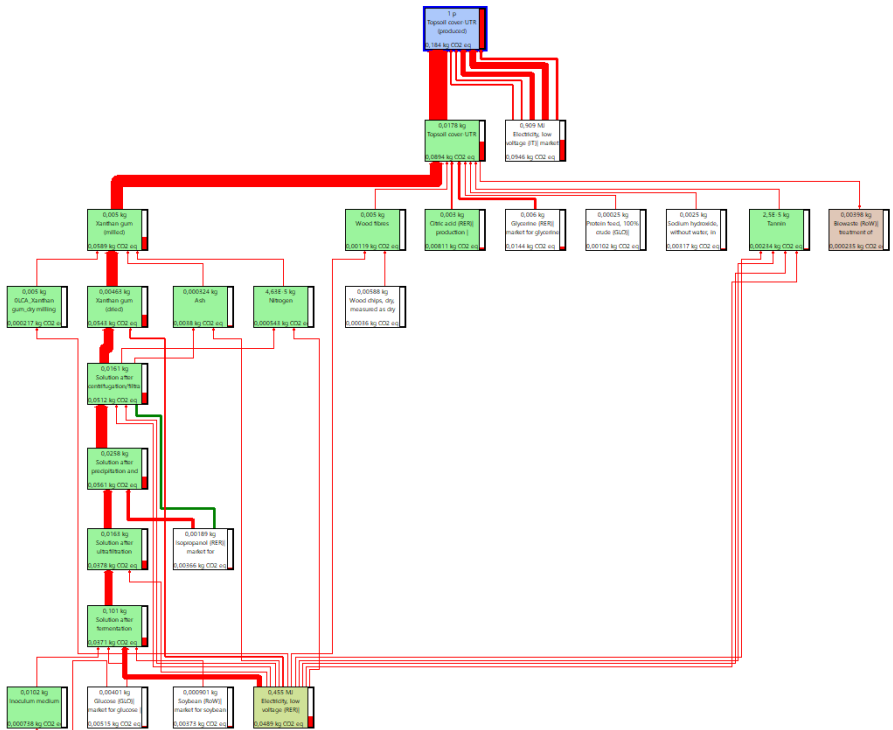 1 p
Topsoil cover-UTR
(produced)
0,184 kg CO2 eq
0,0178 kg
Topsoil cover-UTR
0,0894 kg CO2 eq
0,909 MJ
Electricity, low
voltage {IT}| market
0,0946 kg CO2 eq
0,005 kg
Xanthan gum
(milled)
0,0589 kg CO2 eq
0,005 kg
Wood fibres
0,00119 kg CO2 eq
0,003 kg
Citric acid {RER}|
production |
0,00811 kg CO2 eq
0,006 kg
Glycerine {RER}|
market for glycerine
0,0144 kg CO2 eq
0,00025 kg
Protein feed, 100%
crude {GLO}|
0,00102 kg CO2 eq
0,0025 kg
Sodium hydroxide,
without water, in
0,00317 kg CO2 eq
2,5E-5 kg
Tannin
0,00234 kg CO2 eq
0,00398 kg
Biowaste {RoW}|
treatment of
0,000235 kg CO2 eq
0,005 kg
GLCA_Xanthan
gum_dry milling
0,000217 kg CO2 e
0,00463 kg
Xanthan gum
(dried)
0,0543 kg CO2 eq
0,000324 kg
Ash
0,0038 kg CO2 eq
4,63E-5 kg
Nitrogen
0,000543 kg CO2 e
0,00588 kg
Wood chips, dry,
measured as dry
0,00036 kg CO2 eq
0,0161 kg
Solution after
centrifugation/filtra
0,0512 kg CO2 eq
0,0258 kg
Solution after
precipitation and
0,0561 kg CO2 eq
0,0165 kg
Solution after
ultrafiltration
0,0378 kg CO2 eq
0,00189 kg
Isopropanol {RER}|
market for
0,00366 kg CO2 eq
0,101 kg
Solution after
fermentation
0,0371 kg CO2 eq
0,0102 kg
Inoculum medium
0,000738 kg CO2 e
0,00401 kg
Glucose {GLO}|
market for glucose |
0,00515 kg CO2 eq
0,000901 kg
Soybean {RoW}|
market for soybean
0,00373 kg CO2 eq
0,455 MJ
Electricity, low
voltage {RER}|
0,0489 kg CO2 eq